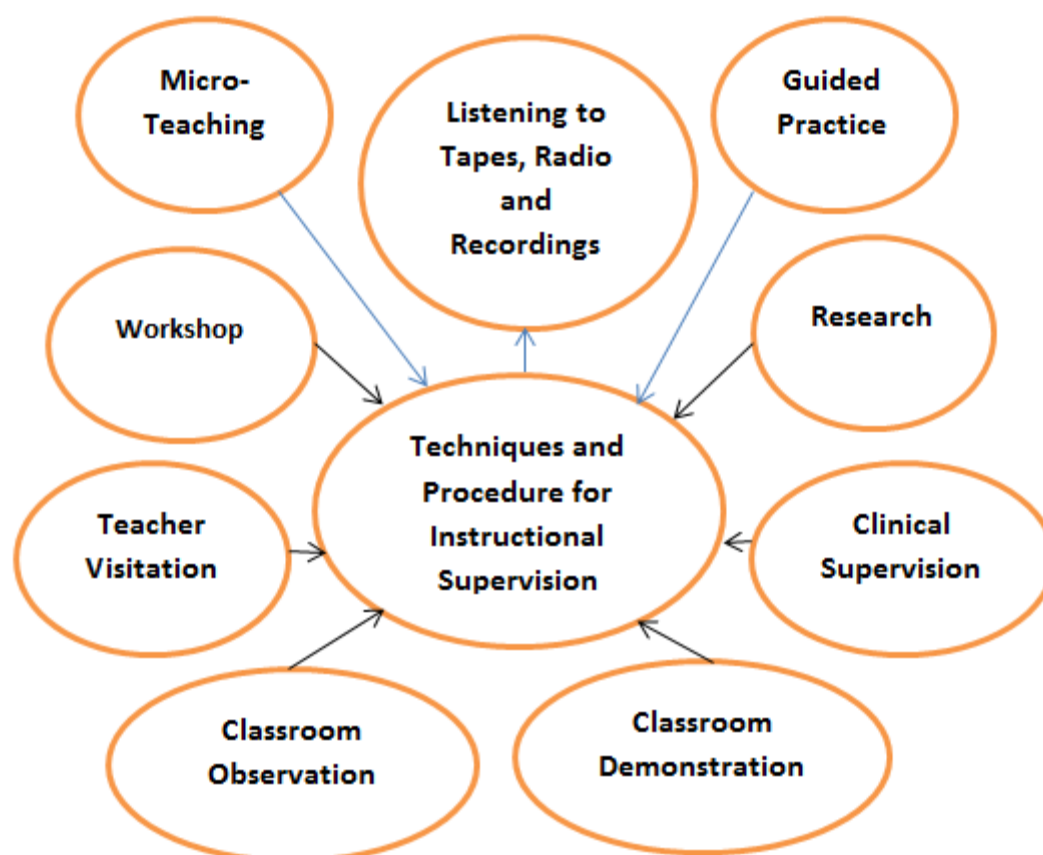 Micro-
Teaching
Listening to
Tapes, Radio
and
Recordings
Guided
Practice
Workshop
Research
Techniques and
Procedure for
Instructional
Supervision
Teacher
Visitation
Clinical
Supervision
Classroom
Observation
Classroom
Demonstration